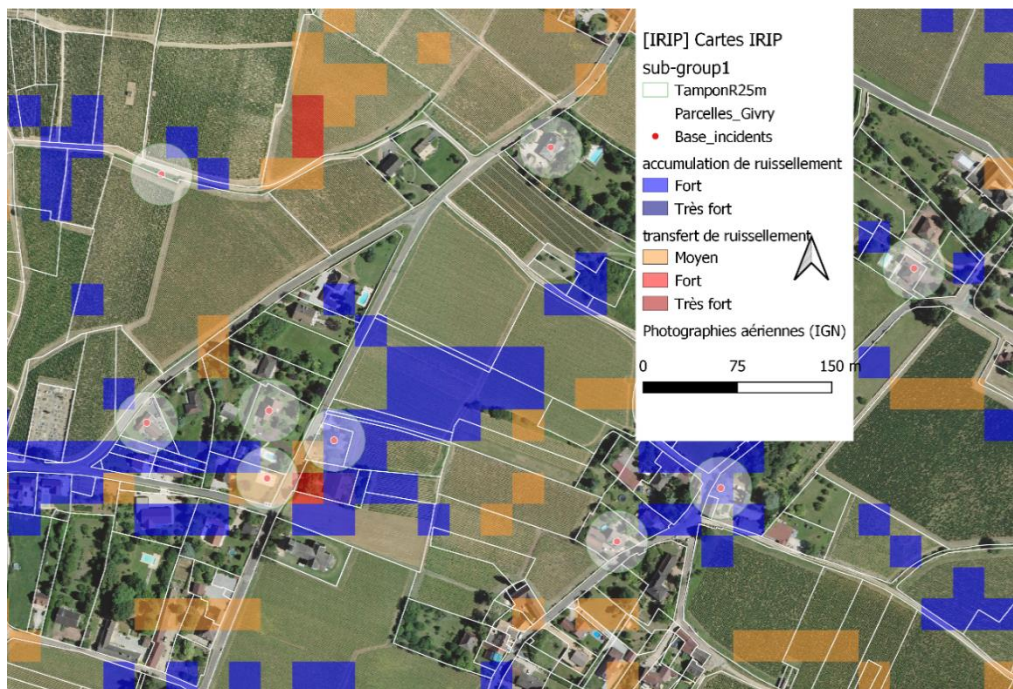 [IRIP] Cartes IRIP
sub-group1
TamponR25m
Parcelles_Givry
Base_incidents
accumulation de ruissellement
Fort
Très fort
transfert de ruissellement
Moyen
Fort
Très fort
Photographies aériennes (IGN)
0 75 150 m